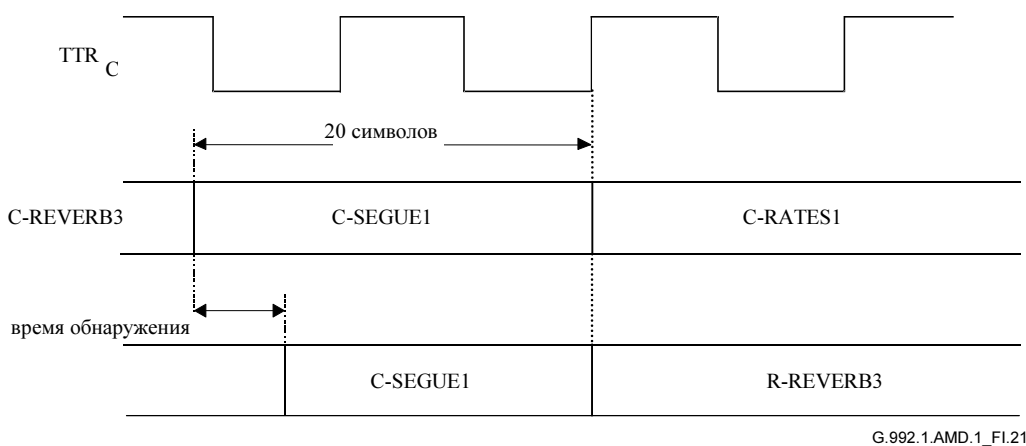 TTR C
20 символов
C-REVERB3
C-SEGUE1
C-RATES1
время обнаружения
C-SEGUE1
R-REVERB3
G.992.1.AMD.1_FI.21